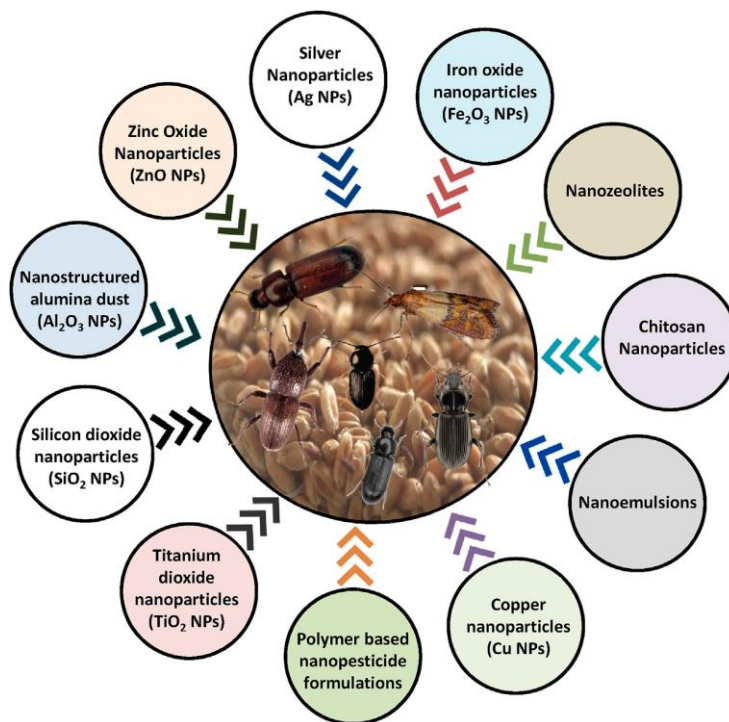 Silver
Nanoparticles
(Ag NPs)
Iron oxide
nanoparticles
(Fe₂O₃ NPs)
Nanozeolites
Chitosan
Nanoparticles
Nanoemulsions
Copper
nanoparticles
(Cu NPs)
Polymer based
nanopesticide
formulations
Titanium
dioxide
nanoparticles
(TiO₂ NPs)
Silicon dioxide
nanoparticles
(SiO₂ NPs)
Nanostructured
alumina dust
(Al₂O₃ NPs)
Zinc Oxide
Nanoparticles
(ZnO NPs)